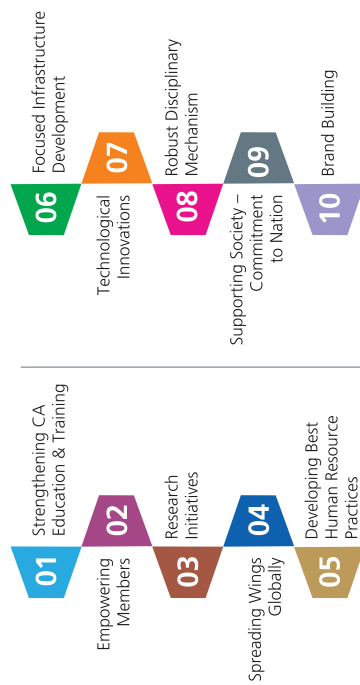 01
Strengthening CA
Education & Training
02
Empowering
Members
03
Research
Initiatives
04
Spreading Wings
Globally
05
Developing Best
Human Resource
Practices
06
Focused Infrastructure
Development
07
Technological
Innovations
08
Robust Disciplinary
Mechanism
09
Supporting Society –
Commitment
to Nation
10
Brand Building